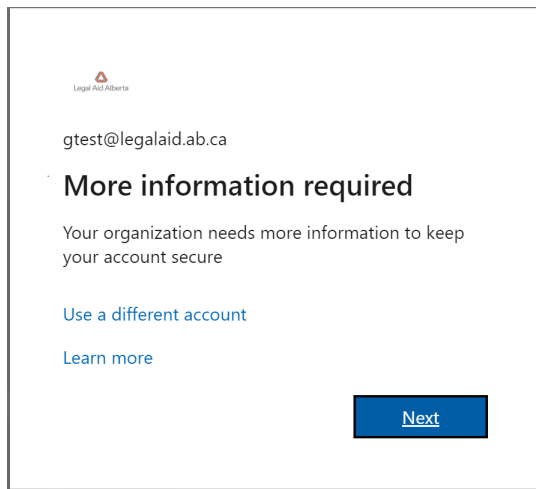 Legal Aid Alberta
gtest@legalaid.ab.ca
More information required
Your organization needs more information to keep
your account secure
Use a different account
Learn more
Next